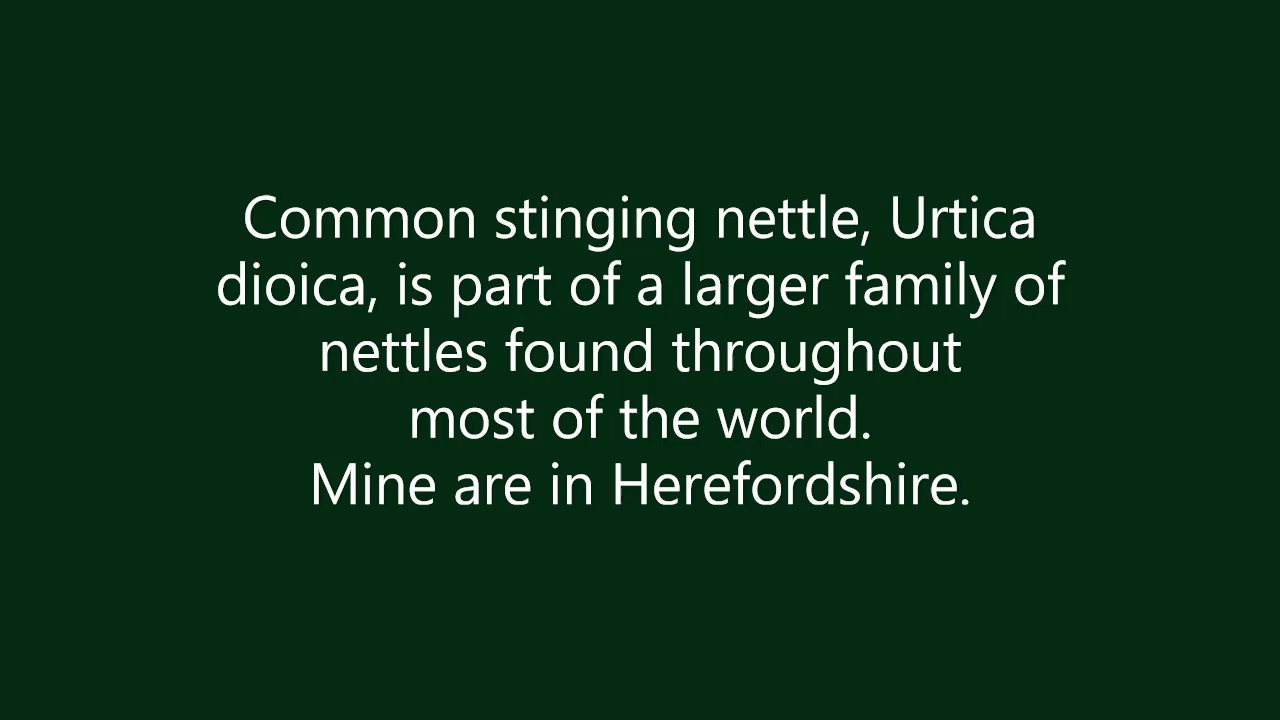 Common stinging nettle, Urtica
dioica, is part of a larger family of
nettles found throughout
most of the world.
Mine are in Herefordshire.